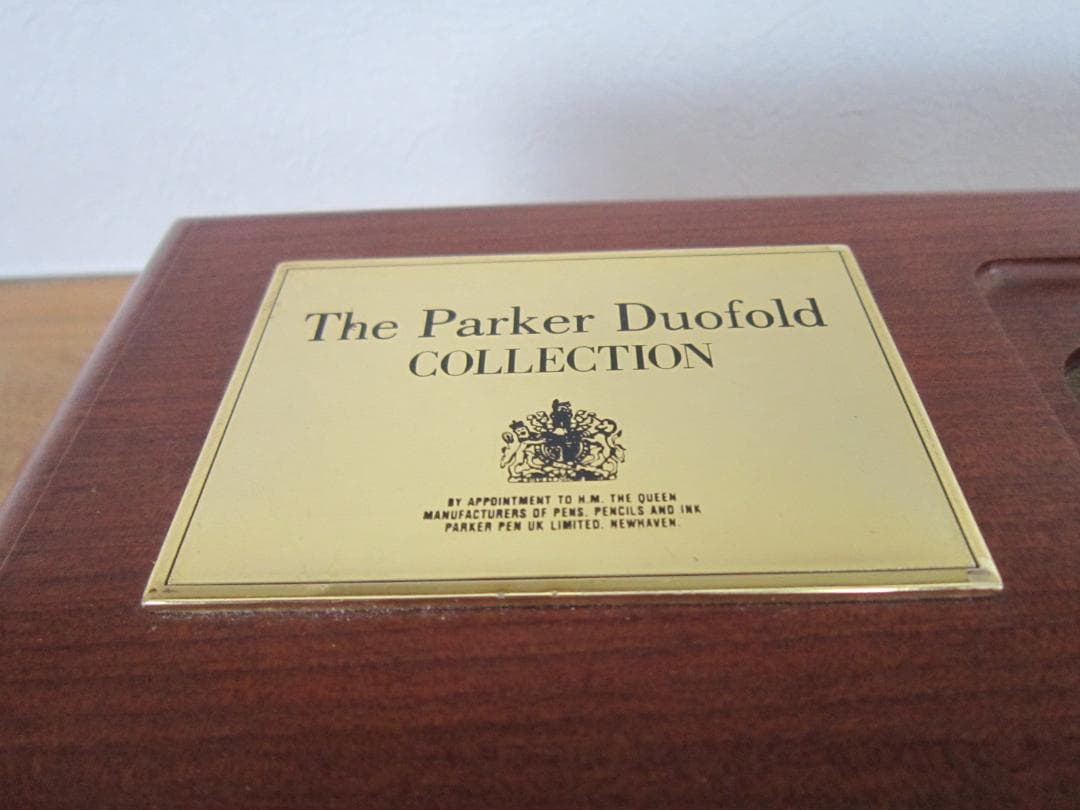 The Parker Duofold
COLLECTION
BY APPOINTMENT TO H.M. THE QUEEN
MANUFACTURERS OF PENS, PENCILS AND INK
PARKER PEN UK LIMITED, NEWHAVEN.